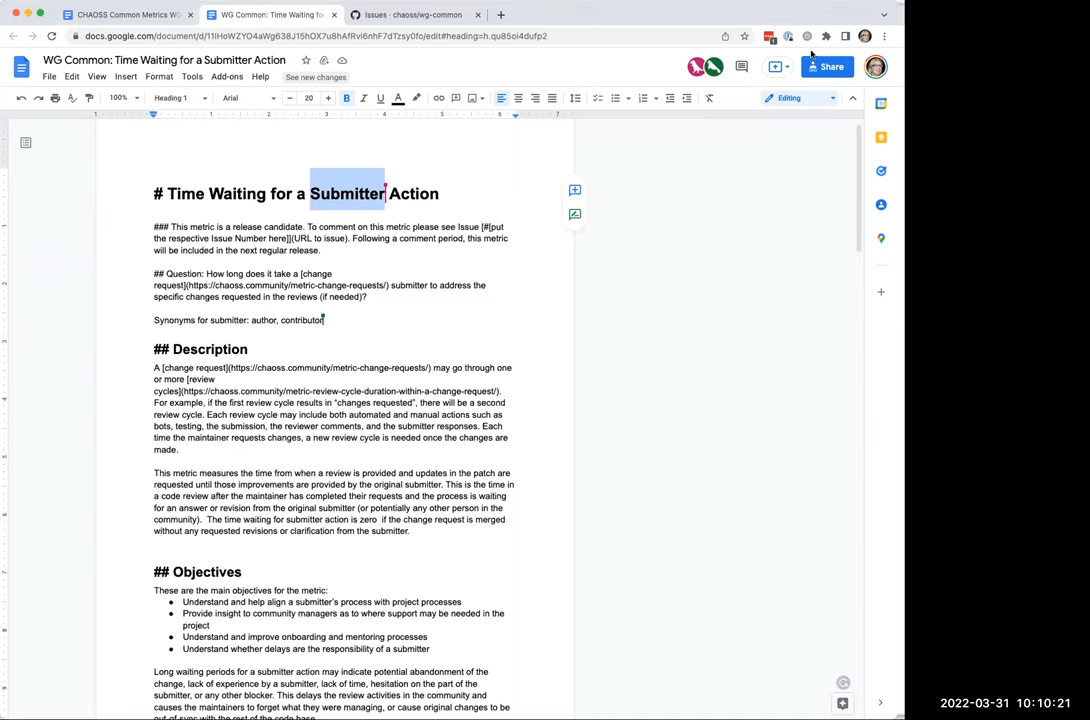 CHAOSS Common Metrics WG
WG Common: Time Waiting fo
Issues · chaoss/wg-common
docs.google.com/document/d/11IHoWZYO4aWg638J15hOX7u8hAfRvi6nhF7dTzsy0fo/edit#heading=h.qu85oi4dufp2
WG Common: Time Waiting for a Submitter Action
File Edit View Insert Format Tools Add-ons Help See new changes
Share
100% Heading 1 Arial 20 B I U A Editing
1 1 2 3 4 5 6 7
# Time Waiting for a Submitter Action
### This metric is a release candidate. To comment on this metric please see Issue [#[put
the respective Issue Number here]](URL to issue). Following a comment period, this metric
will be included in the next regular release.
## Question: How long does it take a [change
request](https://chaoss.community/metric-change-requests/) submitter to address the
specific changes requested in the reviews (if needed)?
Synonyms for submitter: author, contributor
## Description
A [change request](https://chaoss.community/metric-change-requests/) may go through one
or more [review
cycles](https://chaoss.community/metric-review-cycle-duration-within-a-change-request/).
For example, if the first review cycle results in “changes requested”, there will be a second
review cycle. Each review cycle may include both automated and manual actions such as
bots, testing, the submission, the reviewer comments, and the submitter responses. Each
time the maintainer requests changes, a new review cycle is needed once the changes are
made.
This metric measures the time from when a review is provided and updates in the patch are
requested until those improvements are provided by the original submitter. This is the time in
a code review after the maintainer has completed their requests and the process is waiting
for an answer or revision from the original submitter (or potentially any other person in the
community). The time waiting for submitter action is zero if the change request is merged
without any requested revisions or clarification from the submitter.
## Objectives
These are the main objectives for the metric:
● Understand and help align a submitter’s process with project processes
● Provide insight to community managers as to where support may be needed in the
project
● Understand and improve onboarding and mentoring processes
● Understand whether delays are the responsibility of a submitter
Long waiting periods for a submitter action may indicate potential abandonment of the
change, lack of experience by a submitter, lack of time, hesitation on the part of the
submitter, or any other blocker. This delays the review activities in the community and
causes the maintainers to forget what they were managing, or cause original changes to be
out of sync with the rest of the code base.
2022-03-31 10:10:21